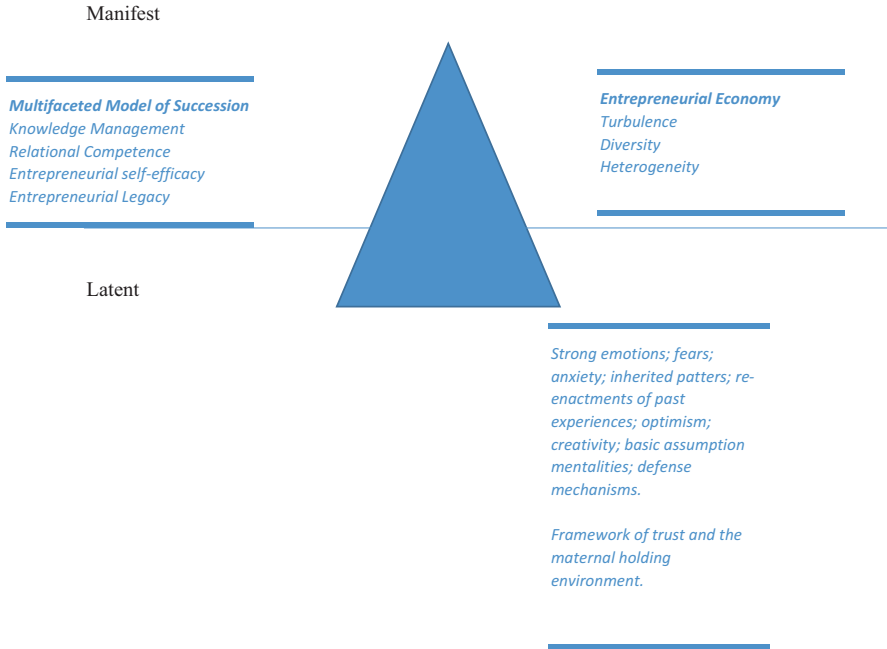 Manifest
Multifaceted Model of Succession
Knowledge Management
Relational Competence
Entrepreneurial self-efficacy
Entrepreneurial Legacy
Entrepreneurial Economy
Turbulence
Diversity
Heterogeneity
Latent
Strong emotions; fears;
anxiety; inherited patters; re-
enactments of past
experiences; optimism;
creativity; basic assumption
mentalities; defense
mechanisms.
Framework of trust and the
maternal holding
environment.